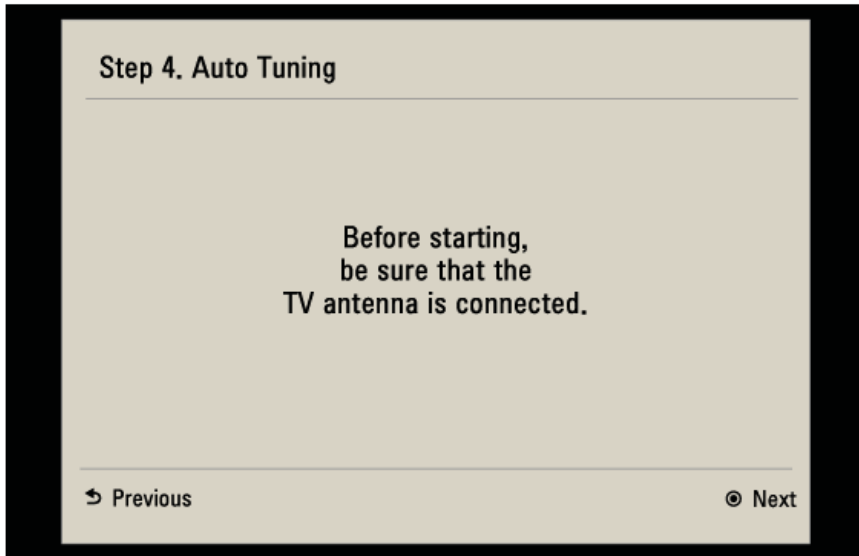 Step 4. Auto Tuning
Before starting,
be sure that the
TV antenna is connected.
Previous
Next